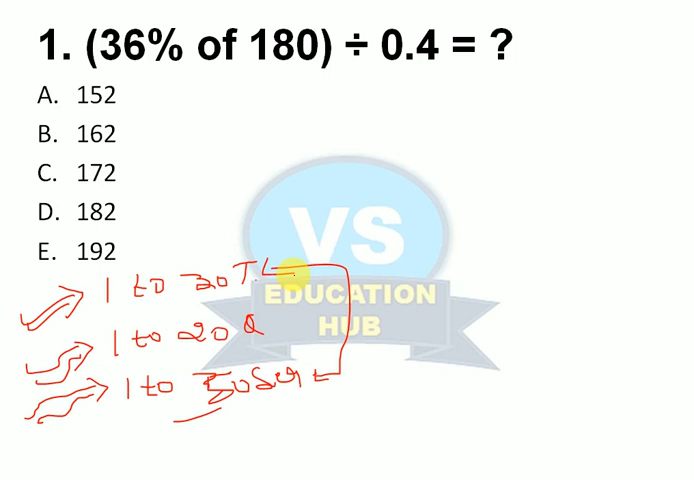 1. (36% of 180) ÷ 0.4 = ?
A. 152
B. 162
C. 172
D. 182
E. 192
VS
EDUCATION
HUB
1 to 30 T.
1 to 20 Q
1 to 50